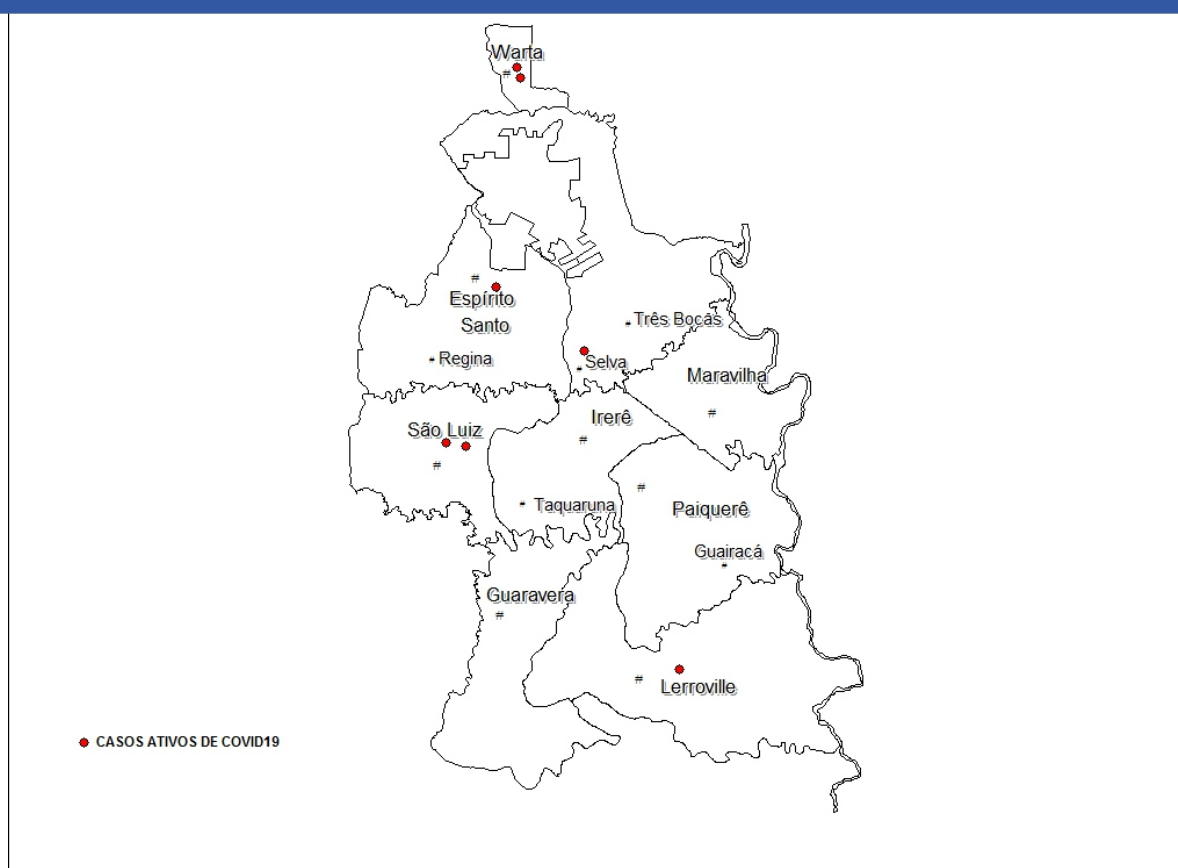 Warta
#
#
Espírito
Santo
Três Bocas
Regina
Selva
Maravilha
#
Irerê
São Luiz
#
#
#
Taquaruna
Paiquerê
Guairacá
Guaravera
#
#
Lerroville
CASOS ATIVOS DE COVID19